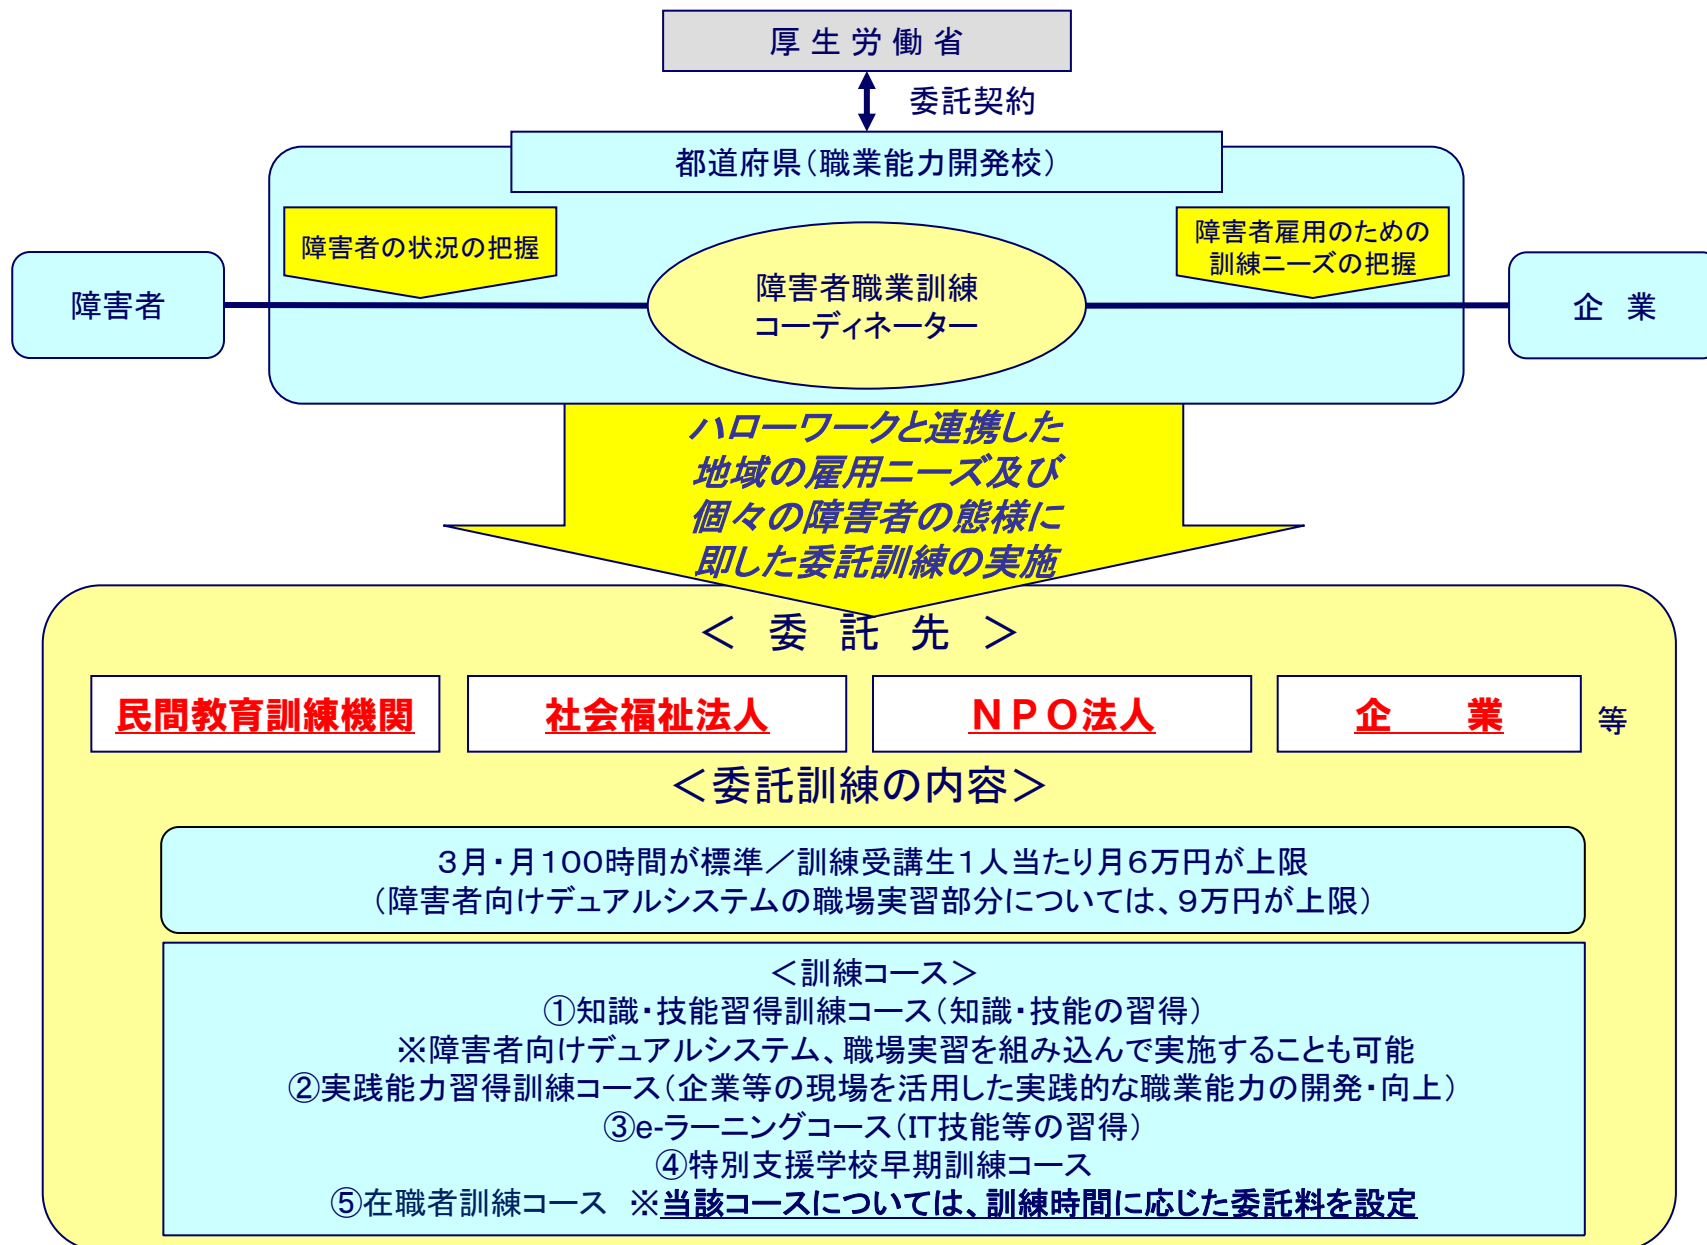 厚生労働省
委託契約
都道府県（職業能力開発校）
障害者の状況の把握
障害者雇用のための
訓練ニーズの把握
障害者
障害者職業訓練
コーディネーター
企 業
ハローワークと連携した
地域の雇用ニーズ及び
個々の障害者の態様に
即した委託訓練の実施
＜ 委 託 先 ＞
民間教育訓練機関
社会福祉法人
ＮＰＯ法人
企　業
等
＜委託訓練の内容＞
３月・月１００時間が標準／訓練受講生１人当たり月６万円が上限
（障害者向けデュアルシステムの職場実習部分については、９万円が上限）
＜訓練コース＞
①知識・技能習得訓練コース（知識・技能の習得）
※障害者向けデュアルシステム、職場実習を組み込んで実施することも可能
②実践能力習得訓練コース（企業等の現場を活用した実践的な職業能力の開発・向上）
③e-ラーニングコース（IT技能等の習得）
④特別支援学校早期訓練コース
⑤在職者訓練コース ※当該コースについては、訓練時間に応じた委託料を設定